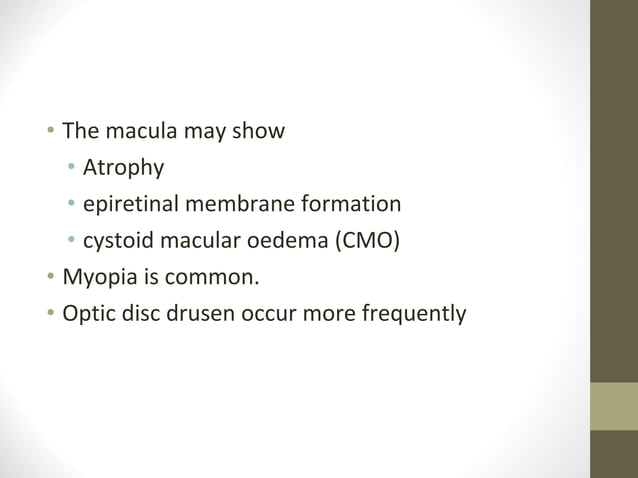 • The macula may show
• Atrophy
• epiretinal membrane formation
• cystoid macular oedema (CMO)
• Myopia is common.
• Optic disc drusen occur more frequently